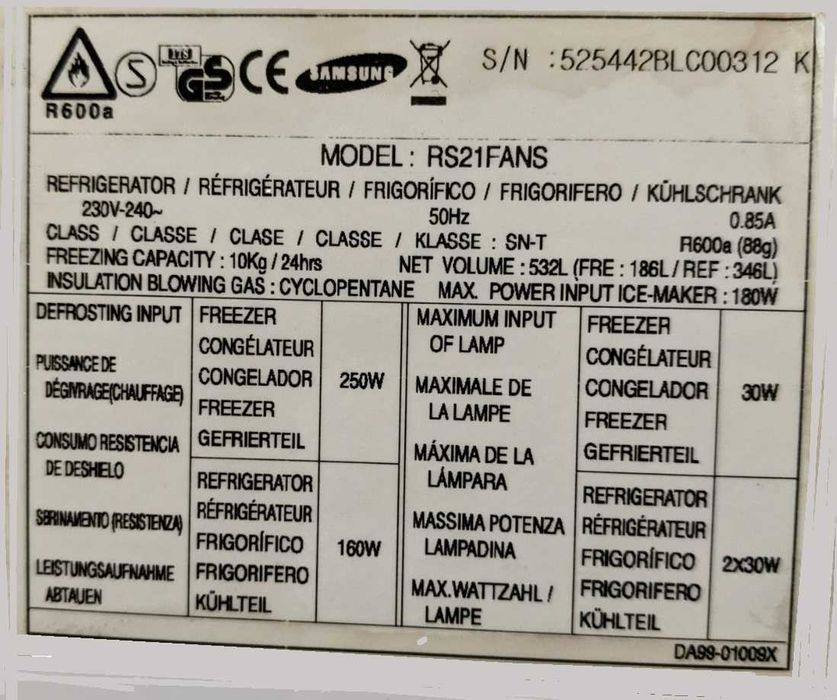 R600a S ITS GS CE SAMSUNG S/N :525442BLC00312 K
MODEL : RS21FANS
REFRIGERATOR / RÉFRIGÉRATEUR / FRIGORÍFICO / FRIGORIFERO / KÜHLSCHRANK
230V-240~ 50Hz 0.85A
CLASS / CLASSE / CLASE / CLASSE / KLASSE : SN-T R600a (88g)
FREEZING CAPACITY : 10Kg / 24hrs NET VOLUME : 532L (FRE : 186L / REF : 346L)
INSULATION BLOWING GAS : CYCLOPENTANE MAX. POWER INPUT ICE-MAKER : 180W
DEFROSTING INPUT
PUISSANCE DE
DÉGIVRAGE(CHAUFFAGE)
CONSUMO RESISTENCIA
DE DESHIELO
SBRINAMENTO (RESISTENZA)
LEISTUNGSAUFNAHME
ABTAUEN
FREEZER
CONGÉLATEUR
CONGELADOR
FREEZER
GEFRIERTEIL
250W
REFRIGERATOR
RÉFRIGÉRATEUR
FRIGORÍFICO
FRIGORIFERO
KÜHLTEIL
160W
MAXIMUM INPUT
OF LAMP
MAXIMALE DE
LA LAMPE
MÁXIMA DE LA
LÁMPARA
MASSIMA POTENZA
LAMPADINA
MAX.WATTZAHL /
LAMPE
FREEZER
CONGÉLATEUR
CONGELADOR
FREEZER
GEFRIERTEIL
30W
REFRIGERATOR
RÉFRIGÉRATEUR
FRIGORÍFICO
FRIGORIFERO
KÜHLTEIL
2X30W
DA99-01009X